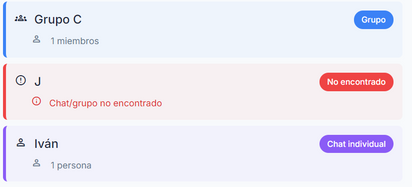 Grupo C
Grupo
1 miembros
J
No encontrado
Chat/grupo no encontrado
Iván
Chat individual
1 persona